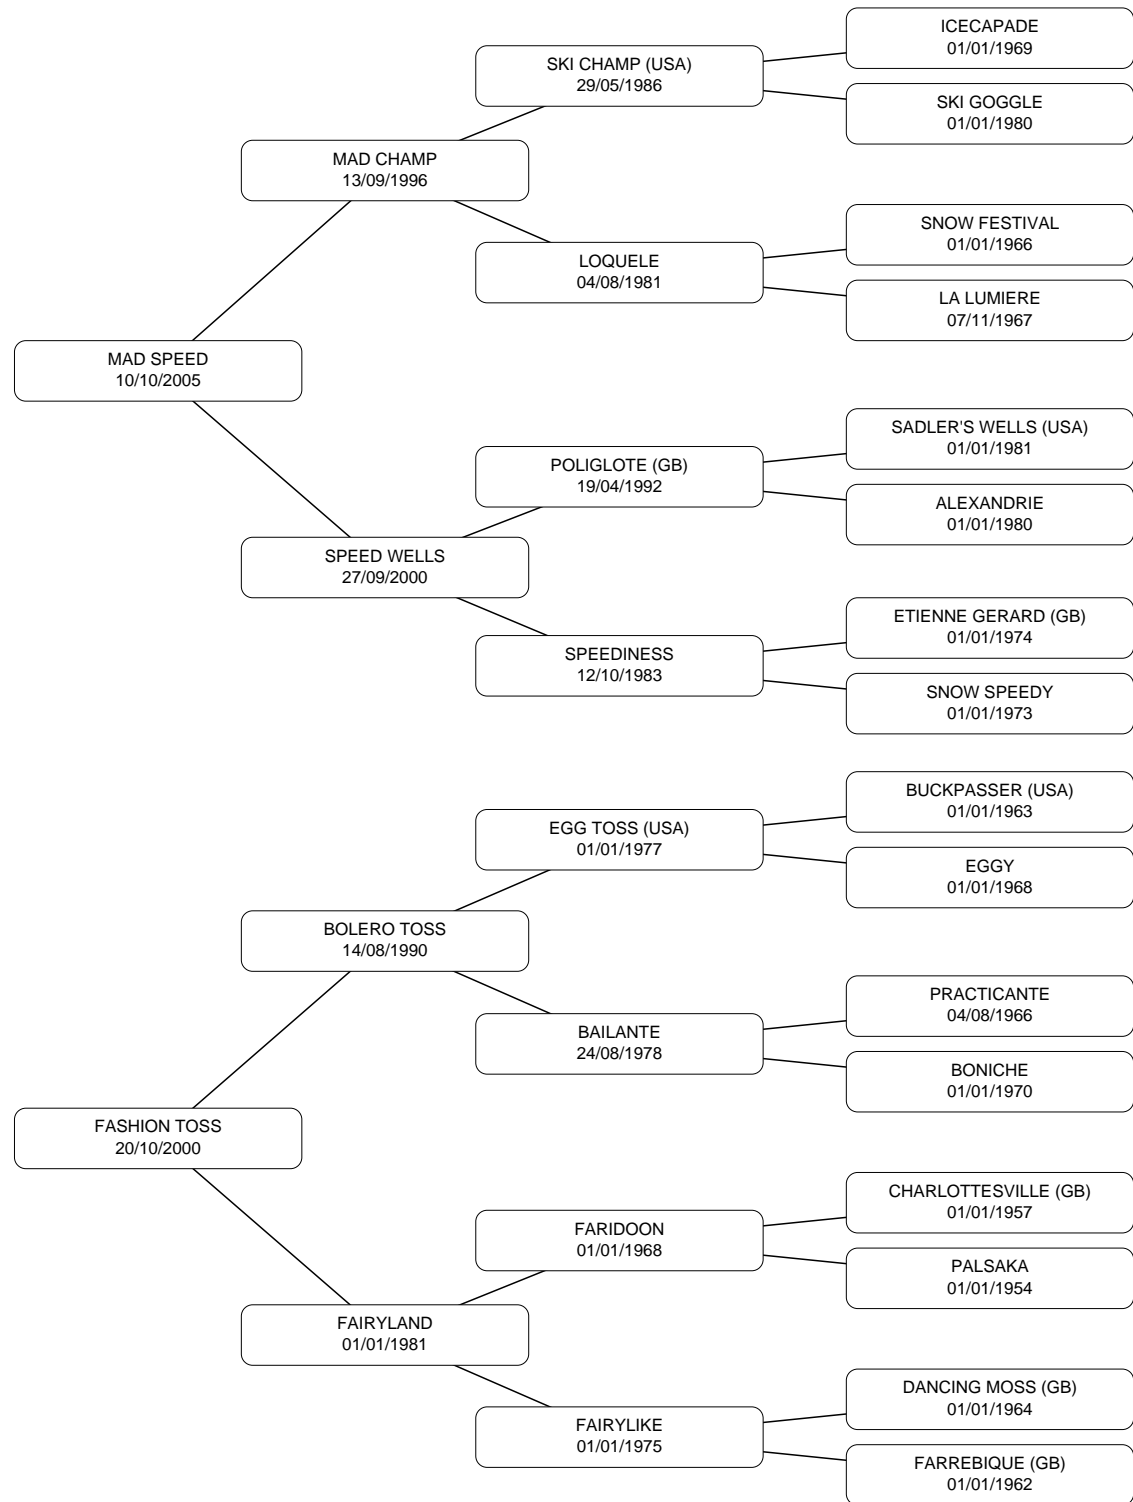 ICECAPADE
01/01/1969
SKI CHAMP (USA)
29/05/1986
SKI GOGGLE
01/01/1980
MAD CHAMP
13/09/1996
SNOW FESTIVAL
01/01/1966
LOQUELE
04/08/1981
LA LUMIERE
07/11/1967
MAD SPEED
10/10/2005
SADLER'S WELLS (USA)
01/01/1981
POLIGLOTE (GB)
19/04/1992
ALEXANDRIE
01/01/1980
SPEED WELLS
27/09/2000
ETIENNE GERARD (GB)
01/01/1974
SPEEDINESS
12/10/1983
SNOW SPEEDY
01/01/1973
BUCKPASSER (USA)
01/01/1963
EGG TOSS (USA)
01/01/1977
EGGY
01/01/1968
BOLERO TOSS
14/08/1990
PRACTICANTE
04/08/1966
BAILANTE
24/08/1978
BONICHE
01/01/1970
FASHION TOSS
20/10/2000
CHARLOTTESVILLE (GB)
01/01/1957
FARIDOON
01/01/1968
PALSAKA
01/01/1954
FAIRYLAND
01/01/1981
DANCING MOSS (GB)
01/01/1964
FAIRYLIKE
01/01/1975
FARREBIQUE (GB)
01/01/1962